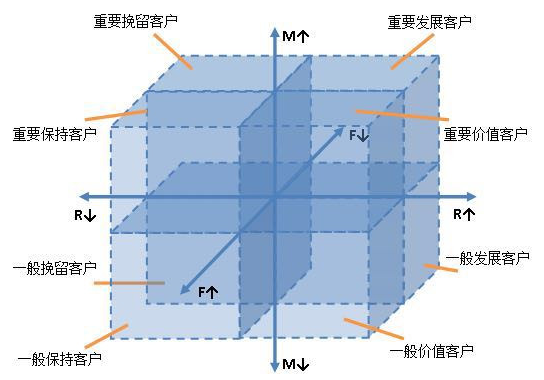 重要挽留客户
重要发展客户
M↑
重要保持客户
重要价值客户
F↓
R↓
R↑
一般挽留客户
一般发展客户
F↑
一般保持客户
一般价值客户
M↓